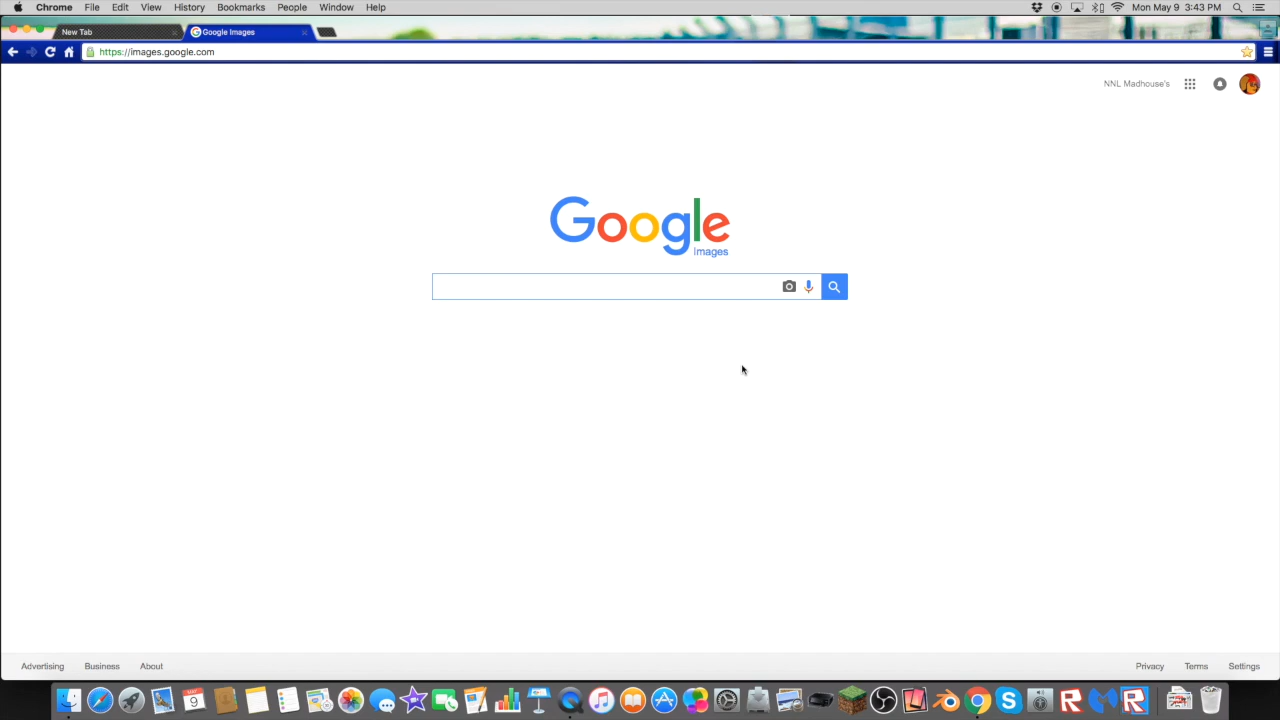 Chrome File Edit View History Bookmarks People Window Help Mon May 9 3:43 PM
New Tab Google Images
https://images.google.com
NNL Madhouse's
Google
images
Advertising Business About Privacy Terms Settings